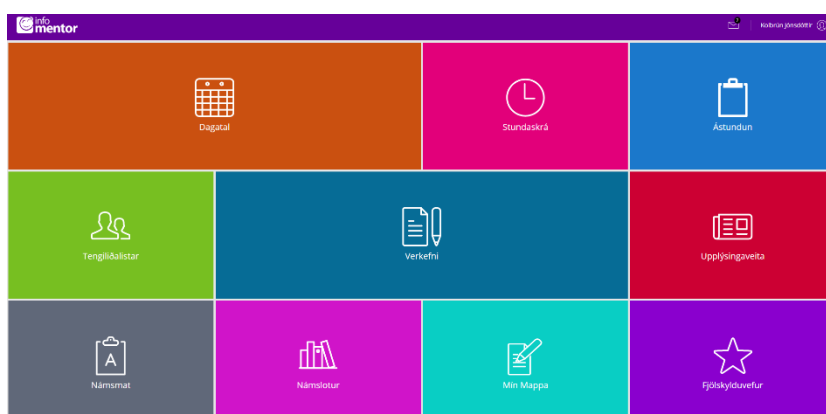 info
mentor
Kolbrún Jónsdóttir
Dagatal
Stundaskrá
Ástundun
Tengiliðalistar
Verkefni
Upplýsingaveita
A
Námsmat
Námslotur
Mín Mappa
Fjölskylduvefur